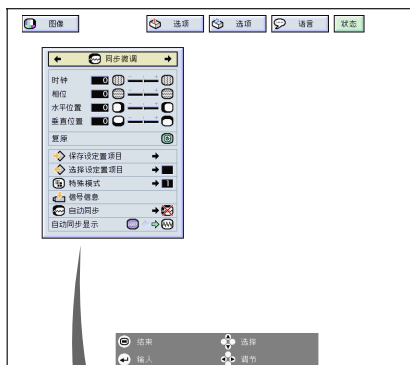 图像 选项 选项 语言 状态
同步微调
时钟 0
相位 0
水平位置 0
垂直位置 0
复原
保存设定置项目
选择设定置项目
特殊模式 1
信号信息
自动同步
自动同步显示
结束 选择
输入 调节